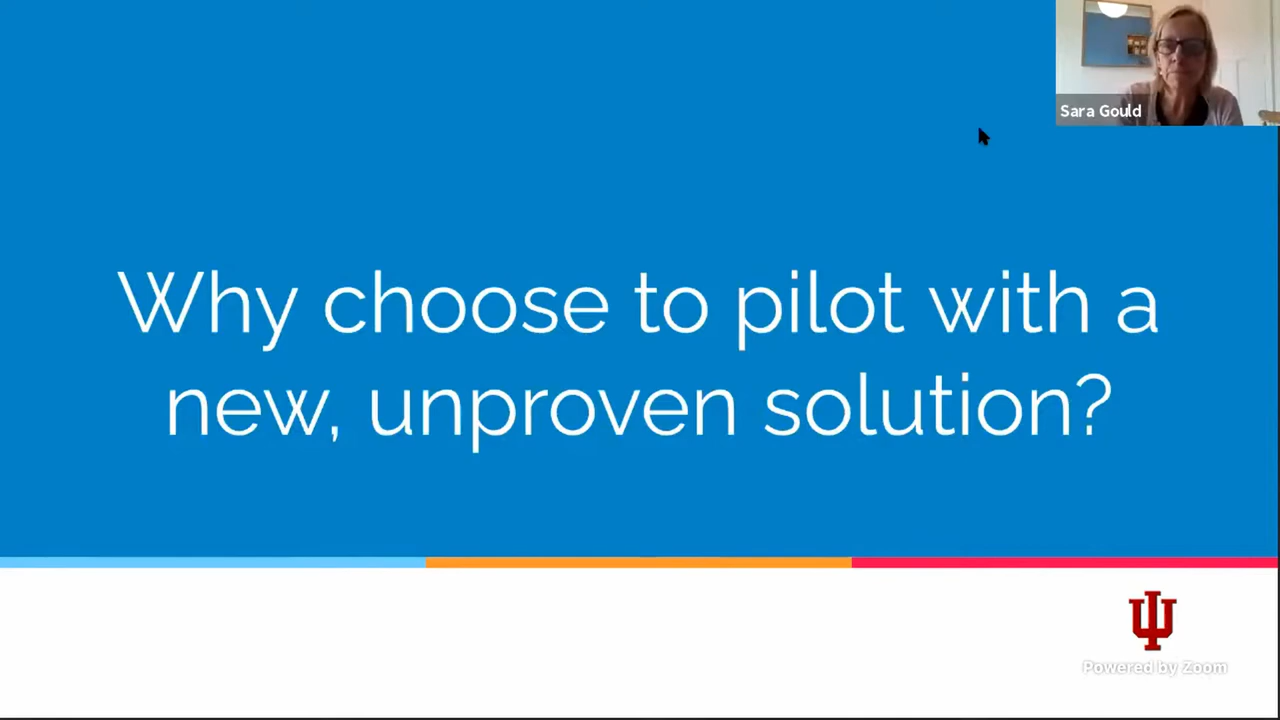 Sara Gould
Why choose to pilot with a
new, unproven solution?
Powered by Zoom